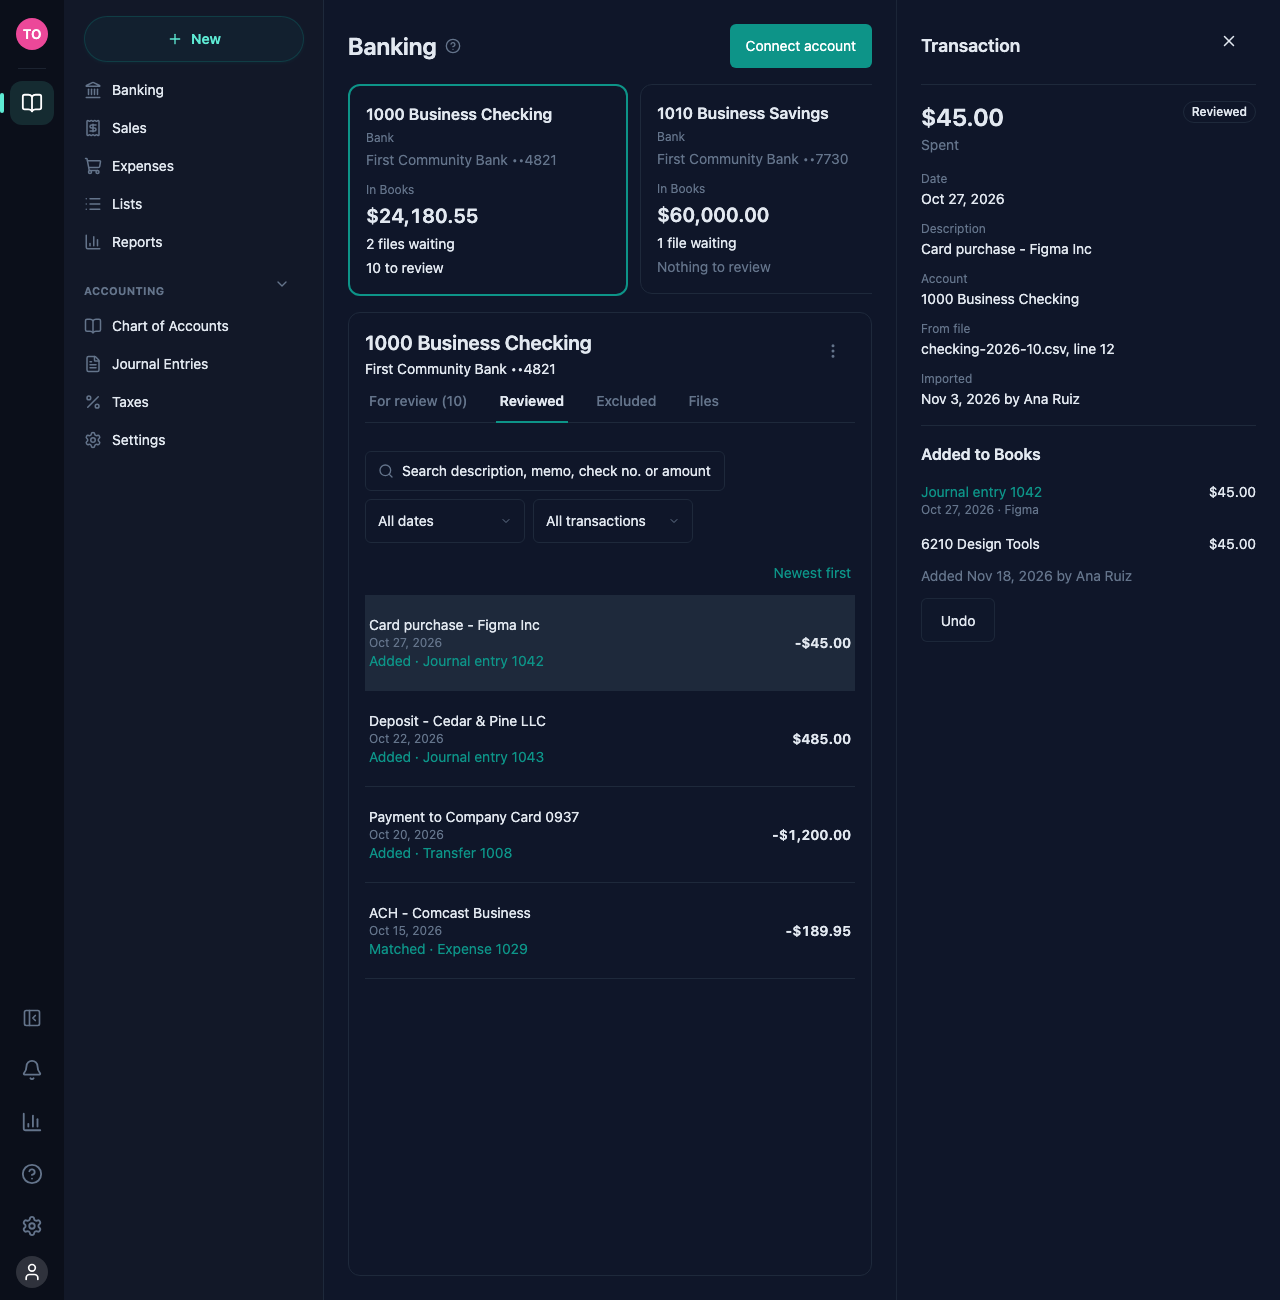 TO
New
Banking
Sales
Expenses
Lists
Reports
ACCOUNTING
Chart of Accounts
Journal Entries
Taxes
Settings
Banking
Connect account
1000 Business Checking
Bank
First Community Bank ••4821
In Books
$24,180.55
2 files waiting
10 to review
1010 Business Savings
Bank
First Community Bank ••7730
In Books
$60,000.00
1 file waiting
Nothing to review
1000 Business Checking
First Community Bank ••4821
For review (10) Reviewed Excluded Files
Search description, memo, check no. or amount
All dates All transactions
Newest first
Card purchase - Figma Inc
Oct 27, 2026
-$45.00
Added · Journal entry 1042
Deposit - Cedar & Pine LLC
Oct 22, 2026
$485.00
Added · Journal entry 1043
Payment to Company Card 0937
Oct 20, 2026
-$1,200.00
Added · Transfer 1008
ACH - Comcast Business
Oct 15, 2026
-$189.95
Matched · Expense 1029
Transaction
$45.00
Reviewed
Spent
Date
Oct 27, 2026
Description
Card purchase - Figma Inc
Account
1000 Business Checking
From file
checking-2026-10.csv, line 12
Imported
Nov 3, 2026 by Ana Ruiz
Added to Books
Journal entry 1042 $45.00
Oct 27, 2026 · Figma
6210 Design Tools $45.00
Added Nov 18, 2026 by Ana Ruiz
Undo